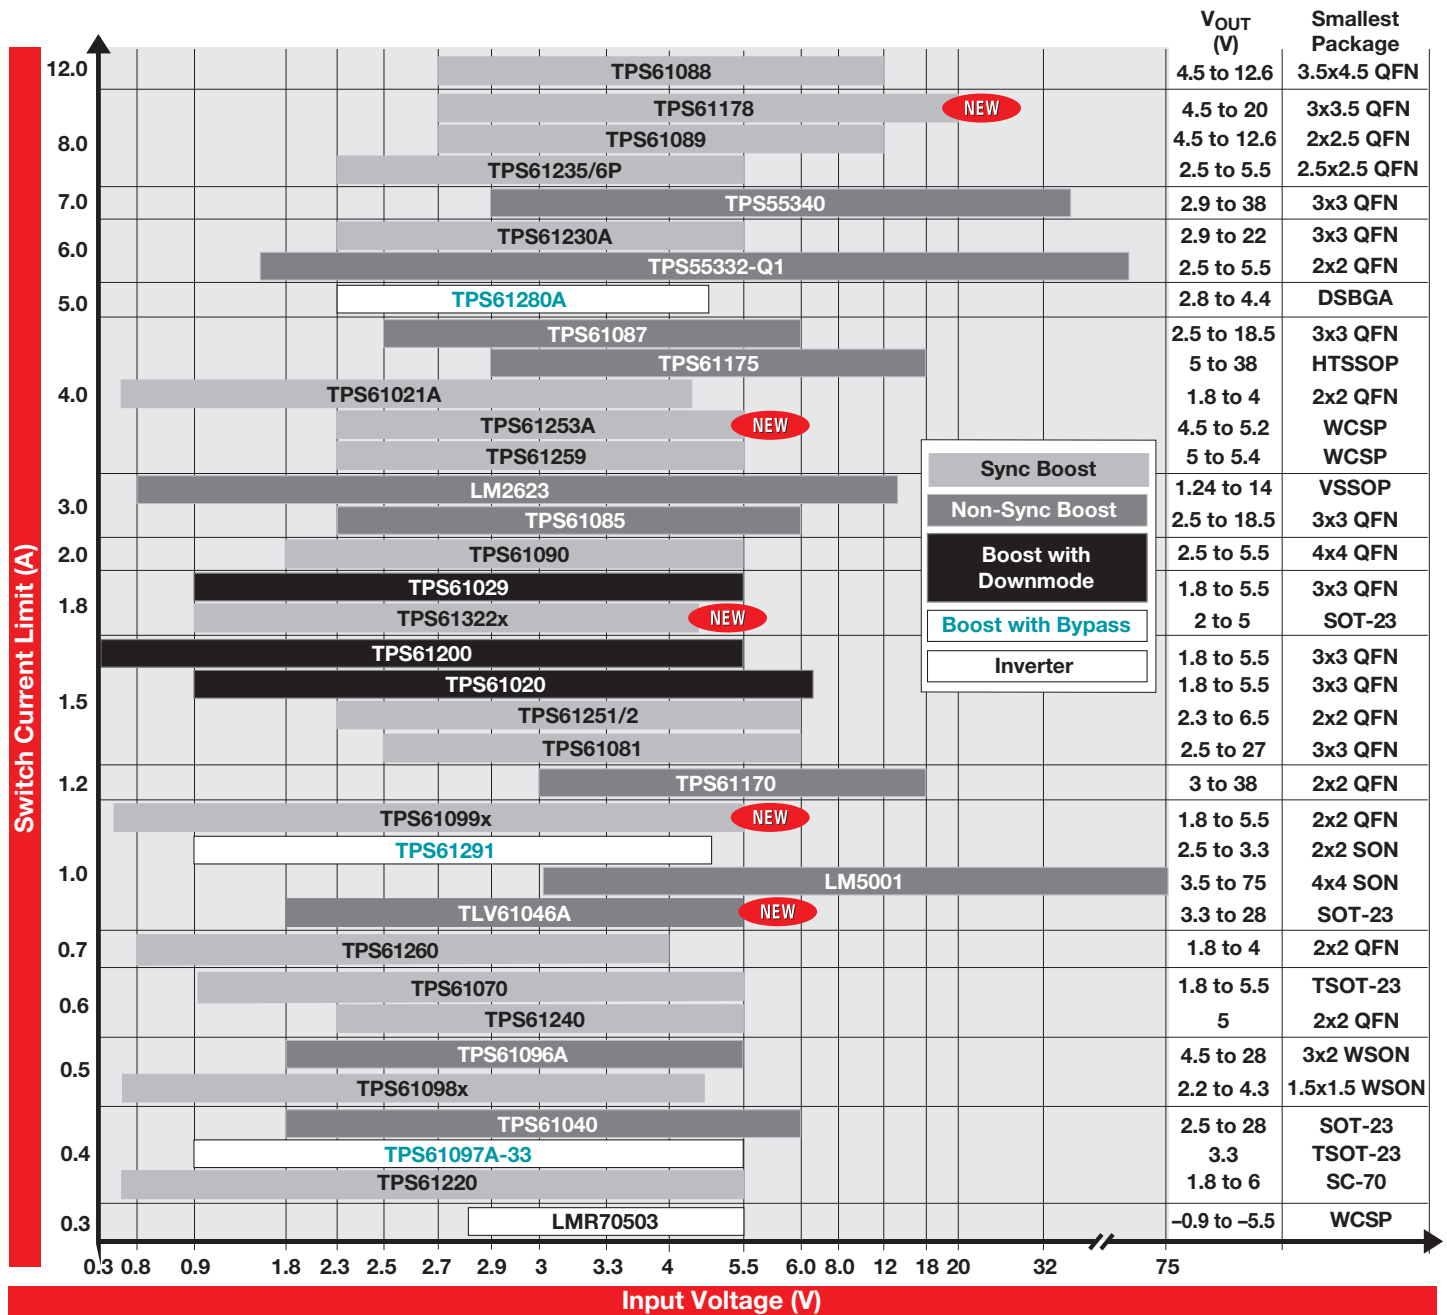 VOUT
(V)
Smallest
Package
12.0
TPS61088
4.5 to 12.6
3.5x4.5 QFN
TPS61178
NEW
4.5 to 20
3x3.5 QFN
8.0
TPS61089
4.5 to 12.6
2x2.5 QFN
TPS61235/6P
2.5 to 5.5
2.5x2.5 QFN
7.0
TPS55340
2.9 to 38
3x3 QFN
6.0
TPS61230A
2.9 to 22
3x3 QFN
TPS55332-Q1
2.5 to 5.5
2x2 QFN
5.0
TPS61280A
2.8 to 4.4
DSBGA
TPS61087
2.5 to 18.5
3x3 QFN
TPS61175
5 to 38
HTSSOP
4.0
TPS61021A
1.8 to 4
2x2 QFN
TPS61253A
NEW
4.5 to 5.2
WCSP
TPS61259
5 to 5.4
WCSP
3.0
LM2623
1.24 to 14
VSSOP
TPS61085
2.5 to 18.5
3x3 QFN
2.0
TPS61090
2.5 to 5.5
4x4 QFN
1.8
TPS61029
1.8 to 5.5
3x3 QFN
TPS61322x
NEW
2 to 5
SOT-23
TPS61200
1.8 to 5.5
3x3 QFN
1.5
TPS61020
1.8 to 5.5
3x3 QFN
TPS61251/2
2.3 to 6.5
2x2 QFN
TPS61081
2.5 to 27
3x3 QFN
1.2
TPS61170
3 to 38
2x2 QFN
TPS61099x
NEW
1.8 to 5.5
2x2 QFN
TPS61291
2.5 to 3.3
2x2 SON
1.0
LM5001
3.5 to 75
4x4 SON
TLV61046A
NEW
3.3 to 28
SOT-23
0.7
TPS61260
1.8 to 4
2x2 QFN
0.6
TPS61070
1.8 to 5.5
TSOT-23
TPS61240
5
2x2 QFN
0.5
TPS61096A
4.5 to 28
3x2 WSON
TPS61098x
2.2 to 4.3
1.5x1.5 WSON
TPS61040
2.5 to 28
SOT-23
0.4
TPS61097A-33
3.3
TSOT-23
TPS61220
1.8 to 6
SC-70
0.3
LMR70503
–0.9 to –5.5
WCSP
Sync Boost
Non-Sync Boost
Boost with
Downmode
Boost with Bypass
Inverter
Switch Current Limit (A)
0.3 0.8 0.9 1.8 2.3 2.5 2.7 2.9 3 3.3 4 5.5 6.0 8.0 12 18 20 32 75
Input Voltage (V)